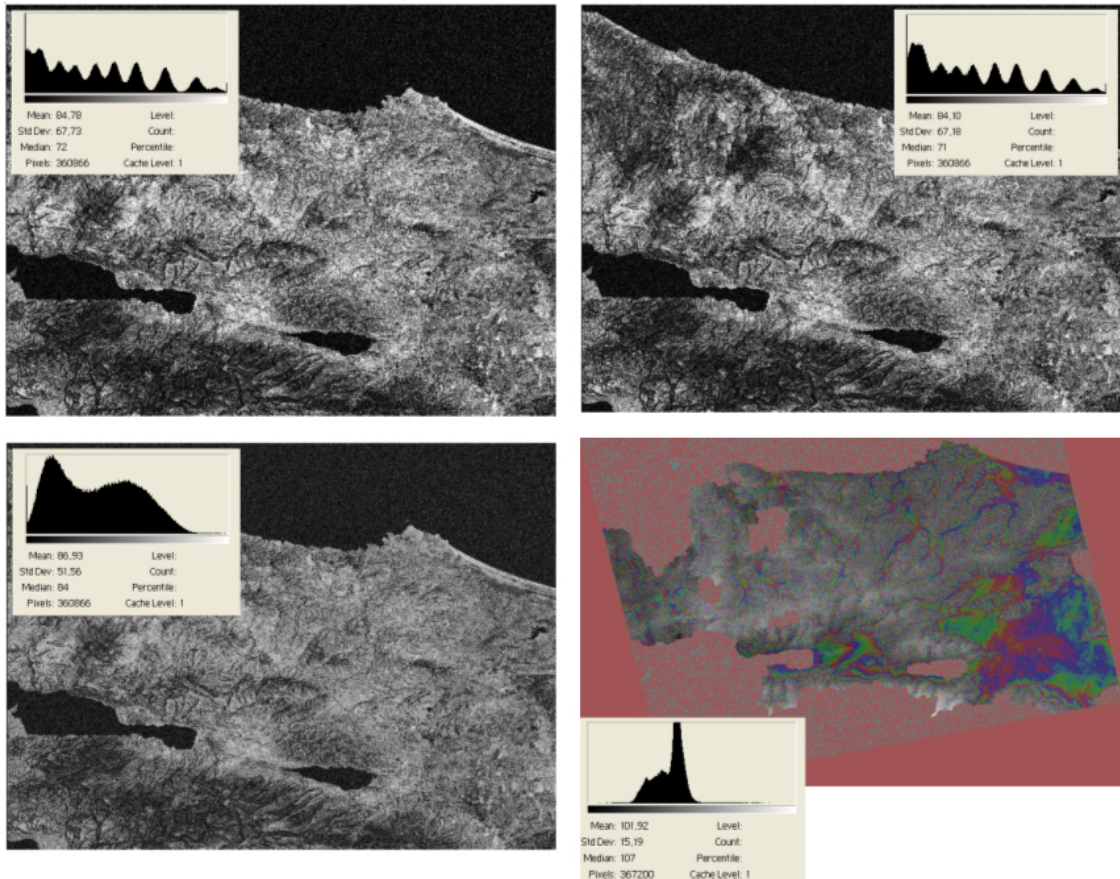 Mean: 84,78 Level:
Std Dev: 67,73 Count:
Median: 72 Percentile:
Pixels: 360866 Cache Level: 1
Mean: 84,10 Level:
Std Dev: 67,18 Count:
Median: 71 Percentile:
Pixels: 360866 Cache Level: 1
Mean: 86,93 Level:
Std Dev: 51,56 Count:
Median: 84 Percentile:
Pixels: 360866 Cache Level: 1
Mean: 101,92 Level:
Std Dev: 15,19 Count:
Median: 107 Percentile:
Pixels: 367200 Cache Level: 1